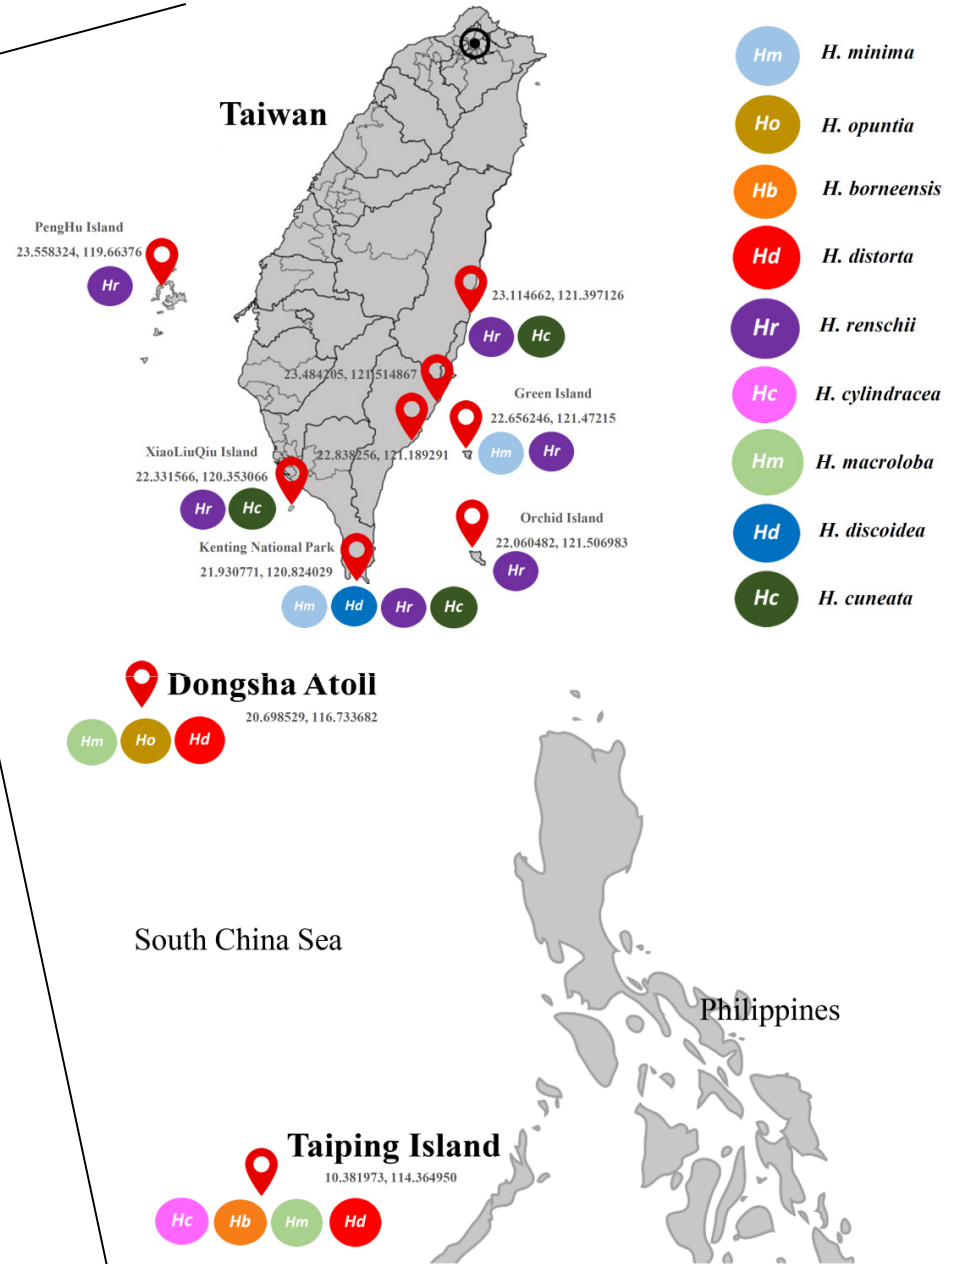 Taiwan
PengHu Island
23.558324, 119.66376
Hr
23.114662, 121.397126
Hr Hc
23.484205, 121.514867
Green Island
22.656246, 121.47215
Hm Hr
22.838256, 121.189291
XiaoLiuQiu Island
22.331566, 120.353066
Hr Hc
Orchid Island
22.060482, 121.506983
Hr
Kenting National Park
21.930771, 120.824029
Hm Hd Hr Hc
Hm H. minima
Ho H. opuntia
Hb H. borneensis
Hd H. distorta
Hr H. renschii
Hc H. cylindracea
Hm H. macroloba
Hd H. discoidea
Hc H. cuneata
Dongsha Atoll
20.698529, 116.733682
Hm Ho Hd
South China Sea
Philippines
Taiping Island
10.381973, 114.364950
Hc Hb Hm Hd